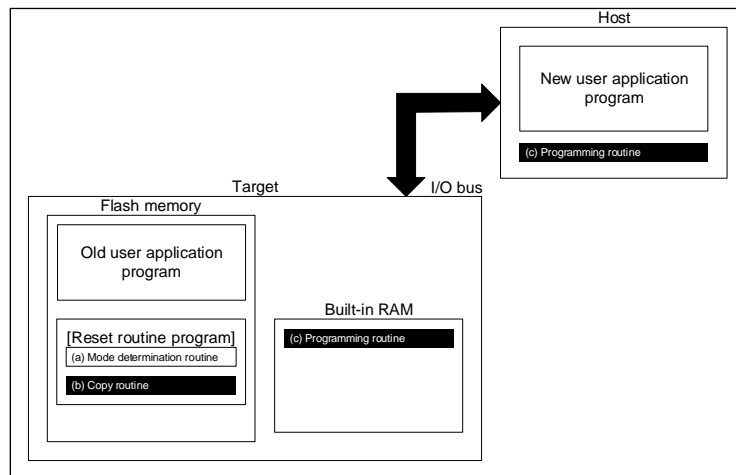 Host
New user application
program
(c) Programming routine
I/O bus
Target
Flash memory
Old user application
program
[Reset routine program]
(a) Mode determination routine
(b) Copy routine
Built-in RAM
(c) Programming routine